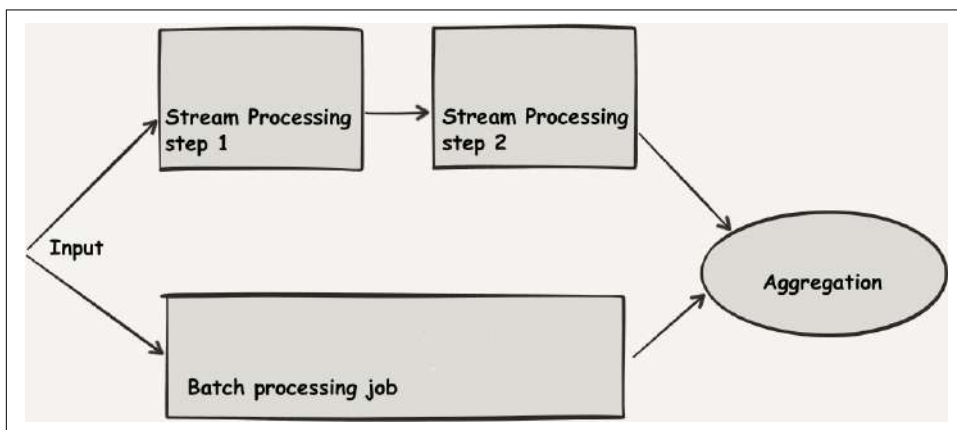 Stream Processing
step 1
Stream Processing
step 2
Input
Aggregation
Batch processing job